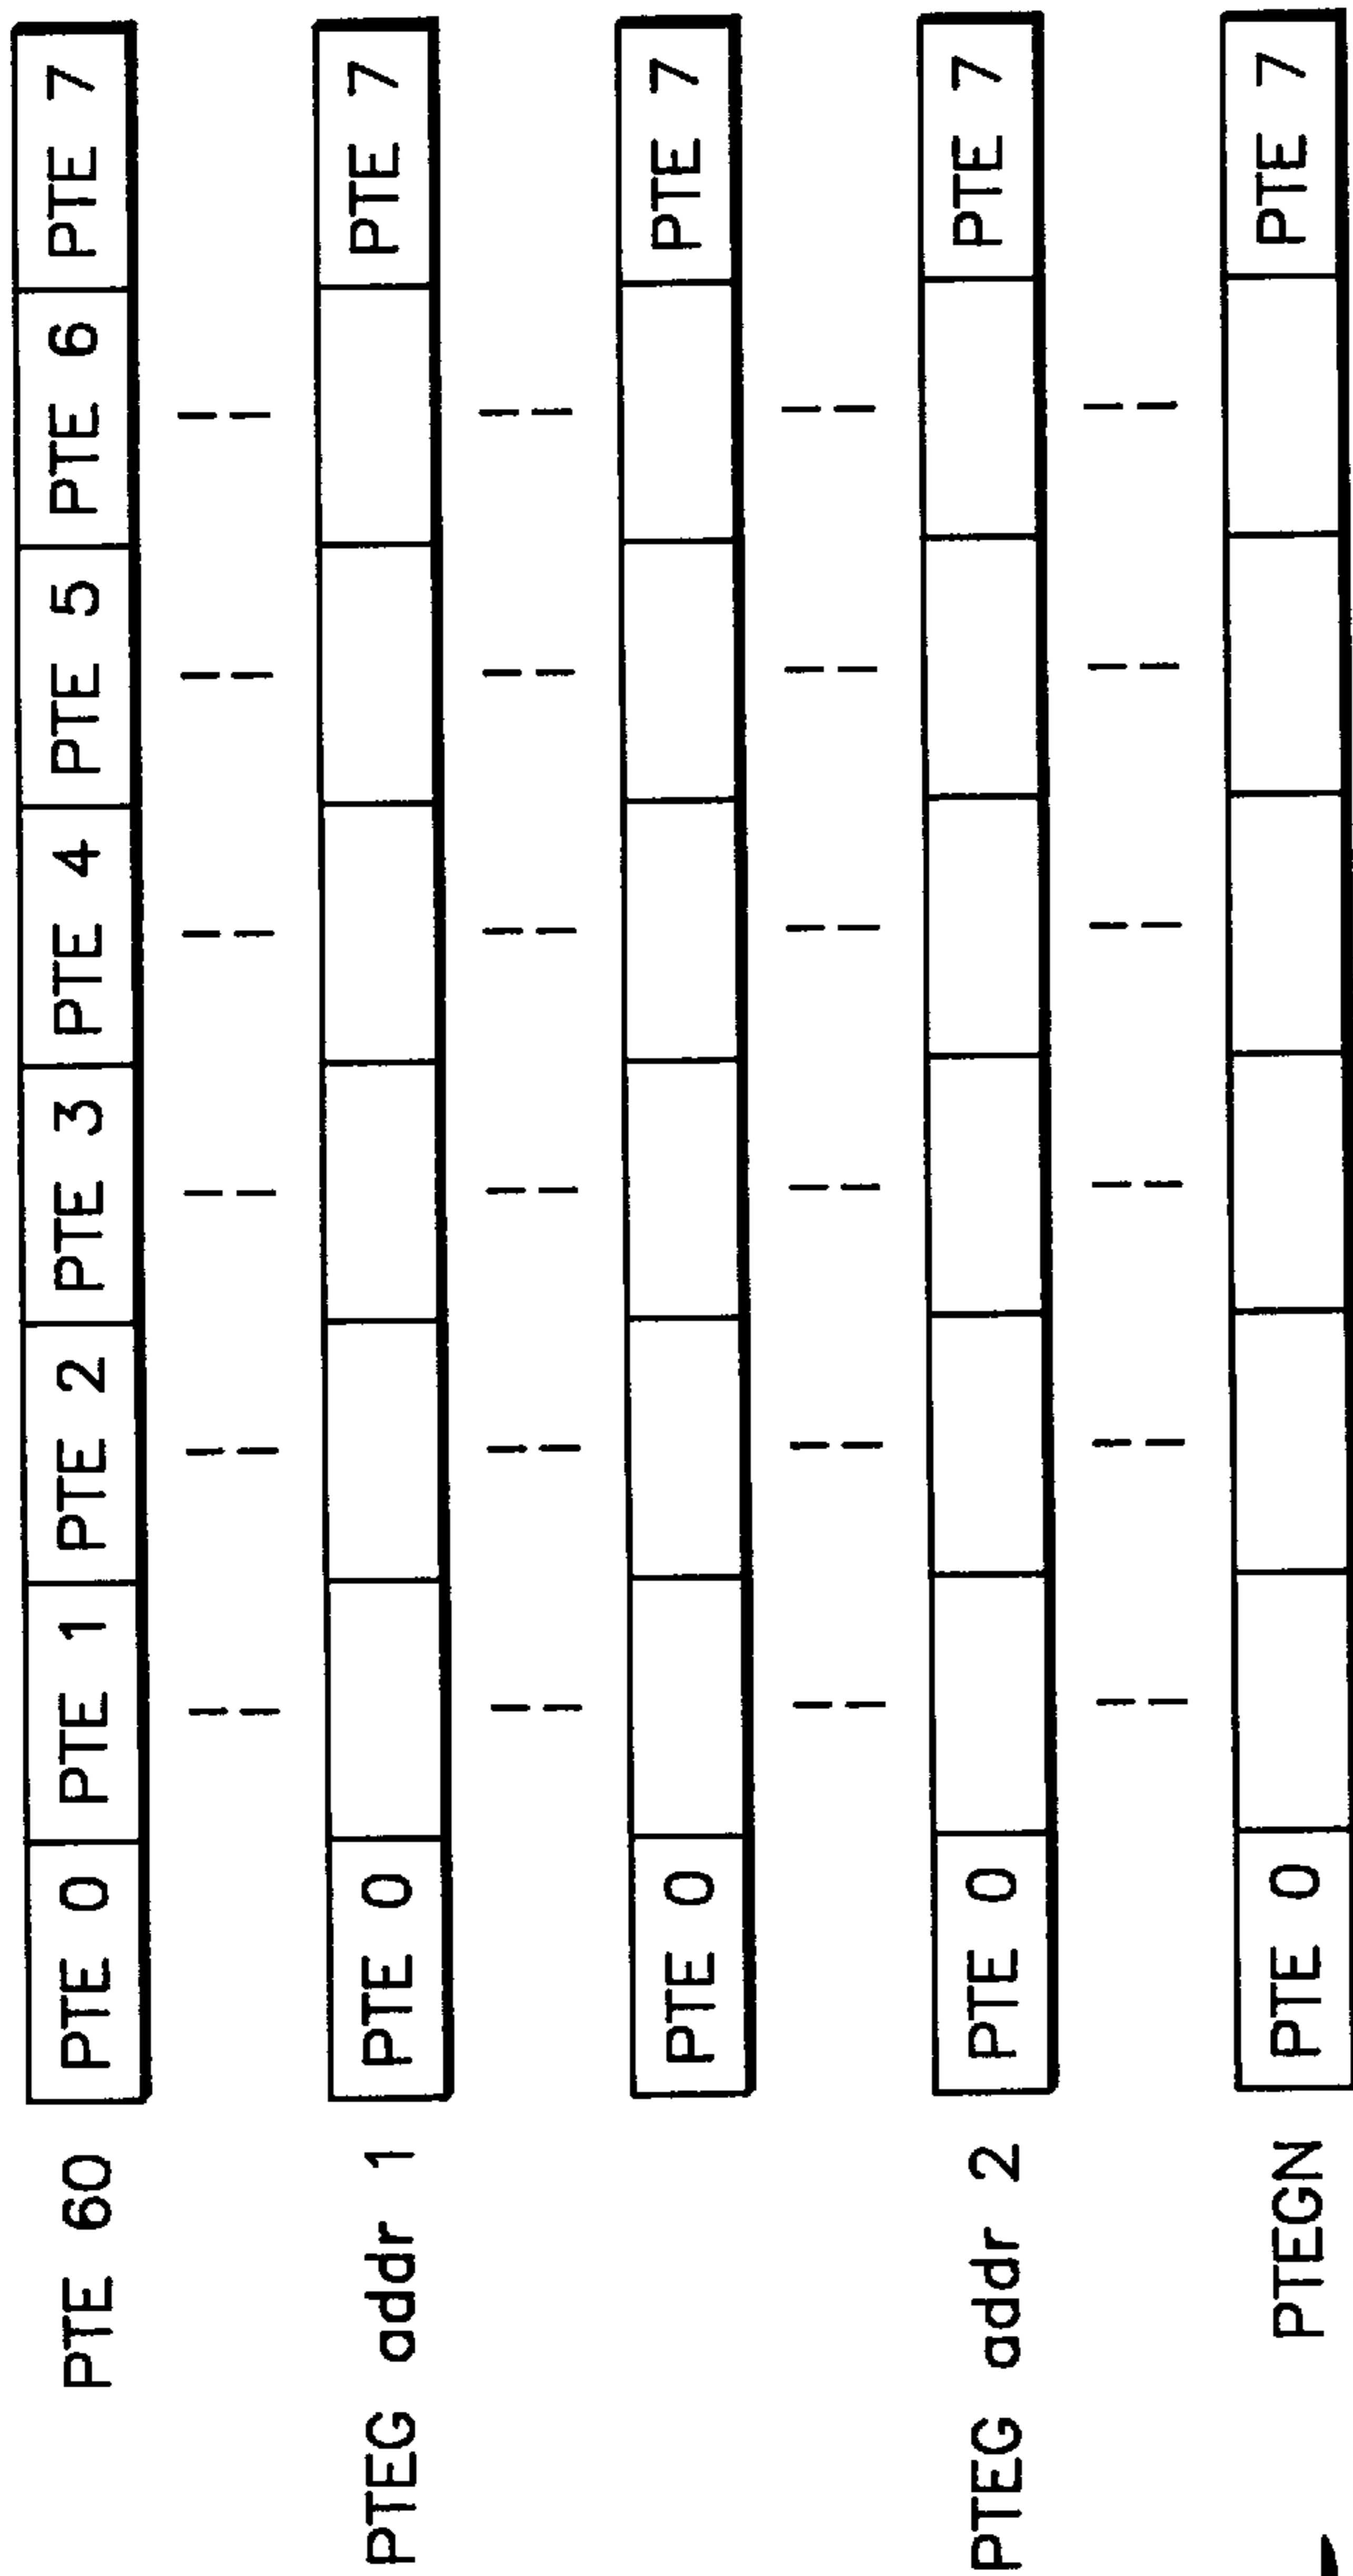 PTE 60 PTE 0 PTE 1 PTE 2 PTE 3 PTE 4 PTE 5 PTE 6 PTE 7
PTEG addr 1 PTE 0 PTE 7
PTE 0 PTE 7
PTEG addr 2 PTE 0 PTE 7
PTEGN PTE 0 PTE 7